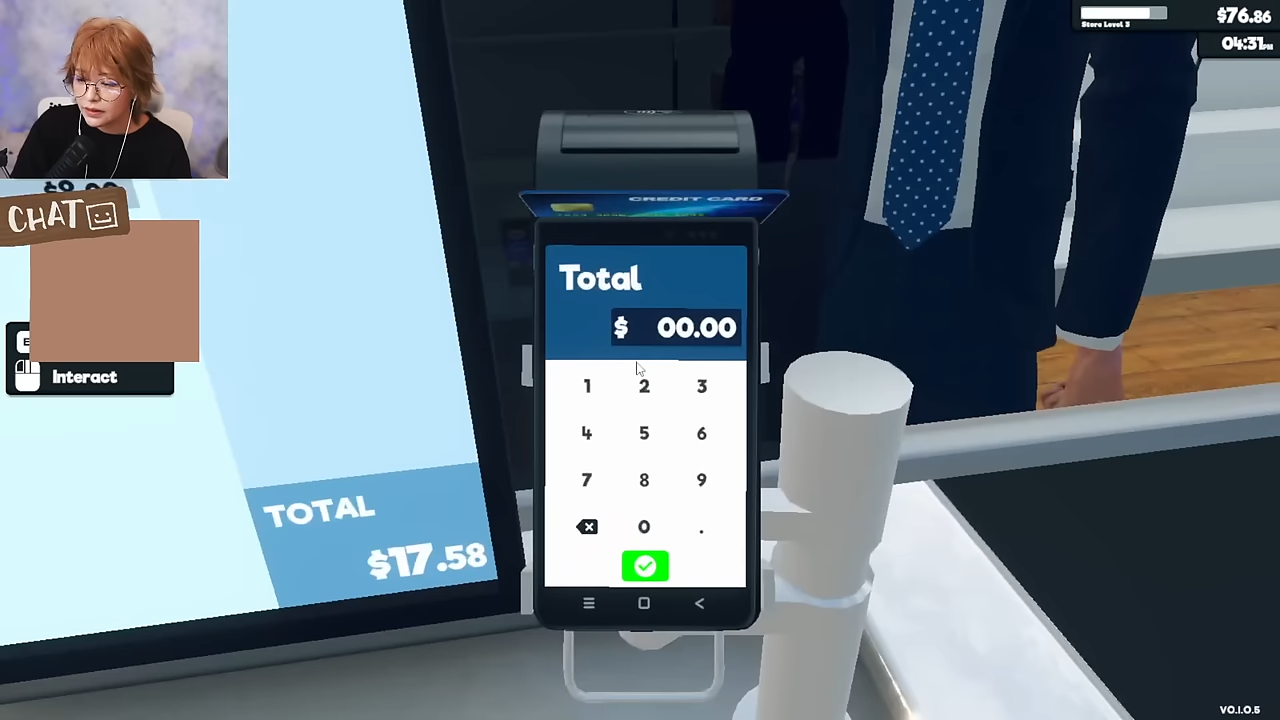 $76.86
Store Level 3
04:31PM
CHAT
Interact
CREDIT CARD
Total
$ 00.00
1 2 3
4 5 6
7 8 9
0 .
TOTAL
$17.58
V0.1.0.5